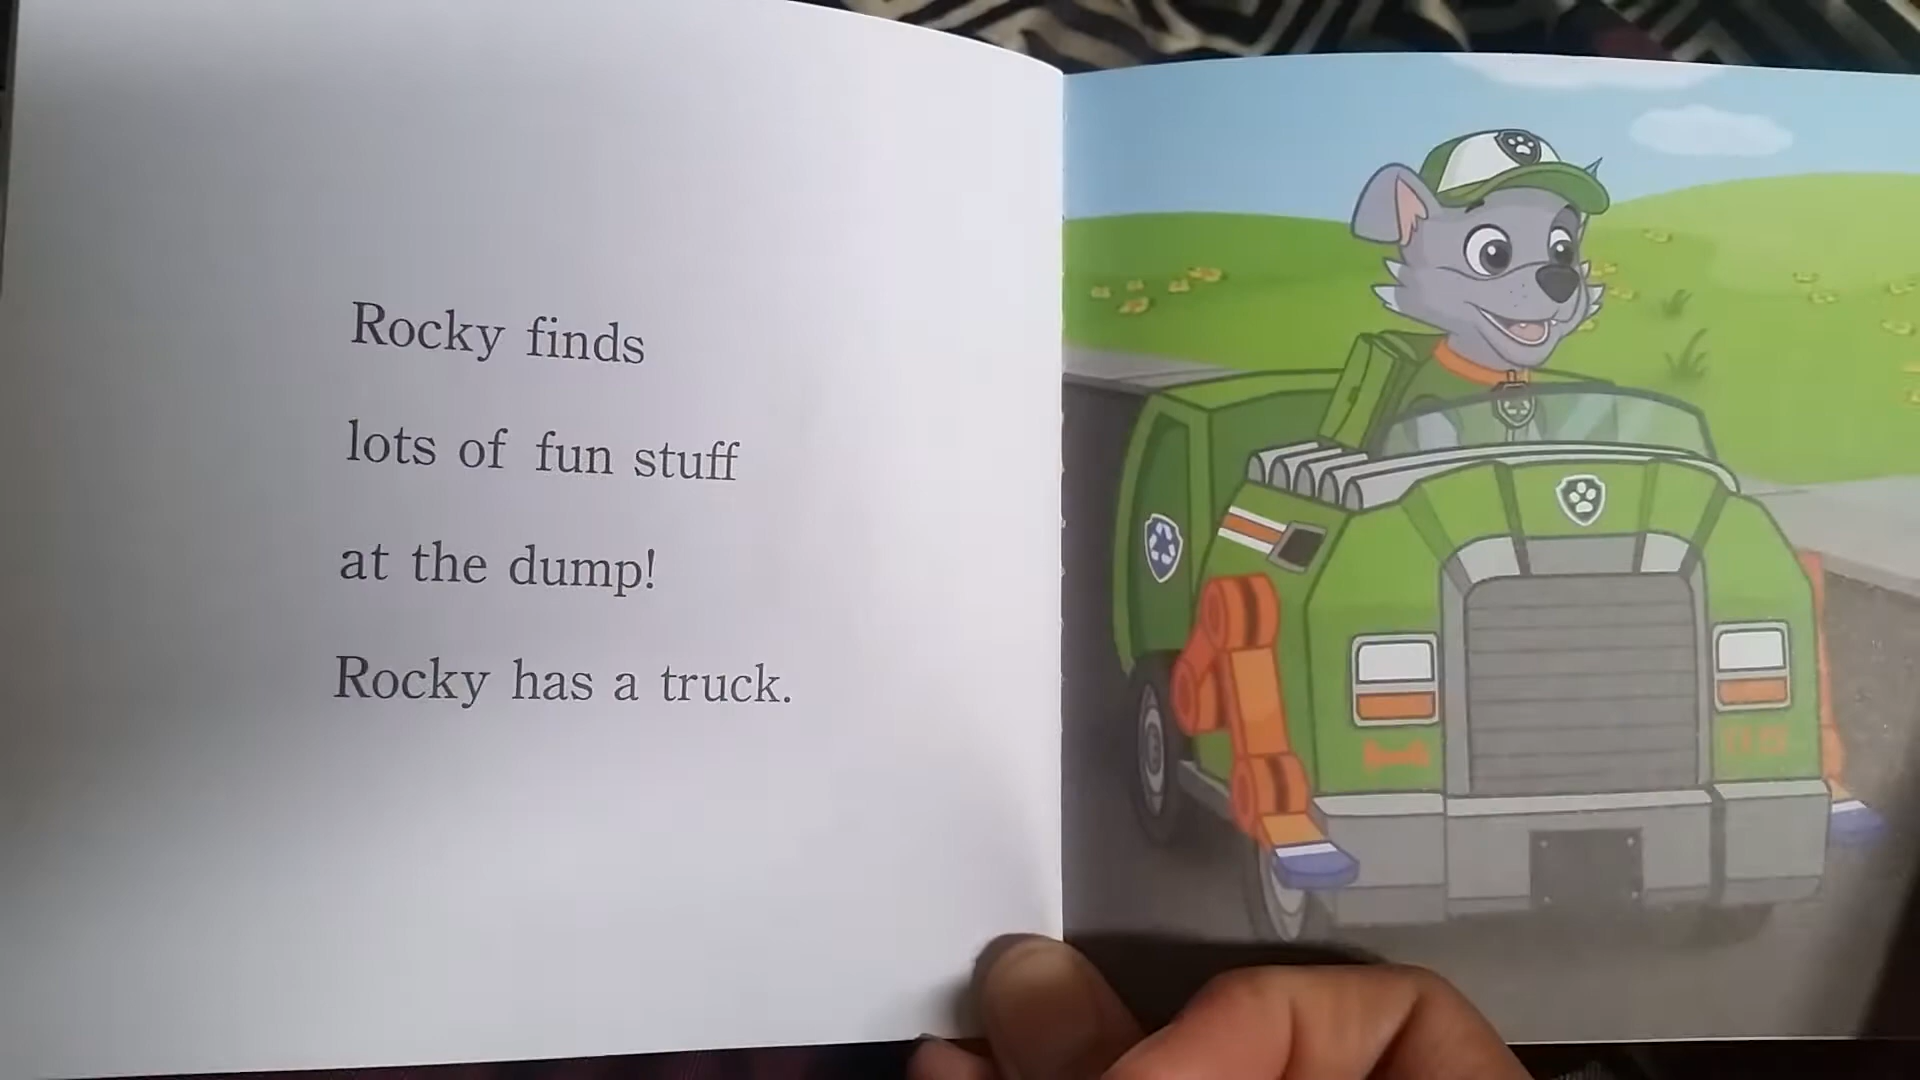 Rocky finds
lots of fun stuff
at the dump!
Rocky has a truck.